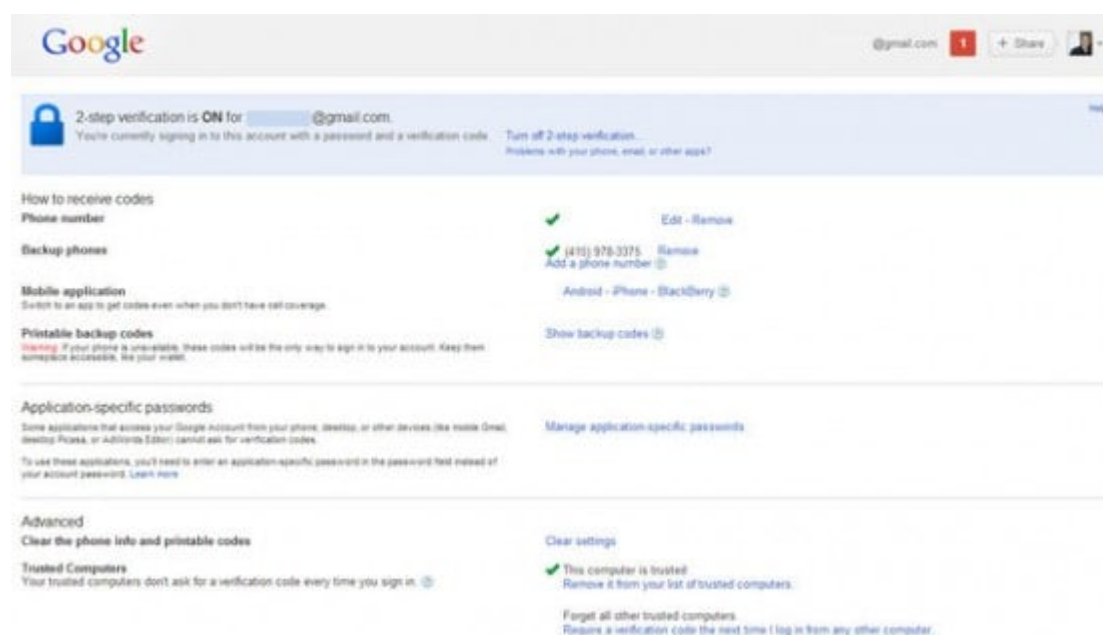 Google
@gmail.com 1 + Share
2-step verification is ON for @gmail.com.
You're currently signing in to this account with a password and a verification code. Turn off 2-step verification...
Problems with your phone, email, or other apps?
How to receive codes
Phone number Edit - Remove
Backup phones (415) 978-3375 Remove
Add a phone number
Mobile application Android - iPhone - BlackBerry
Switch to an app to get codes even when you don't have cell coverage.
Printable backup codes Show backup codes
Warning: If your phone is unavailable, these codes will be the only way to sign in to your account. Keep them
someplace accessible, like your wallet.
Application-specific passwords
Some applications that access your Google Account from your phone, desktop, or other devices (like mobile Gmail, Manage application-specific passwords
desktop Picasa, or AdWords Editor) cannot ask for verification codes.
To use these applications, you'll need to enter an application-specific password in the password field instead of
your account password. Learn more
Advanced
Clear the phone info and printable codes Clear settings
Trusted Computers This computer is trusted
Your trusted computers don't ask for a verification code every time you sign in. Remove it from your list of trusted computers.
Forget all other trusted computers
Require a verification code the next time I log in from any other computer.